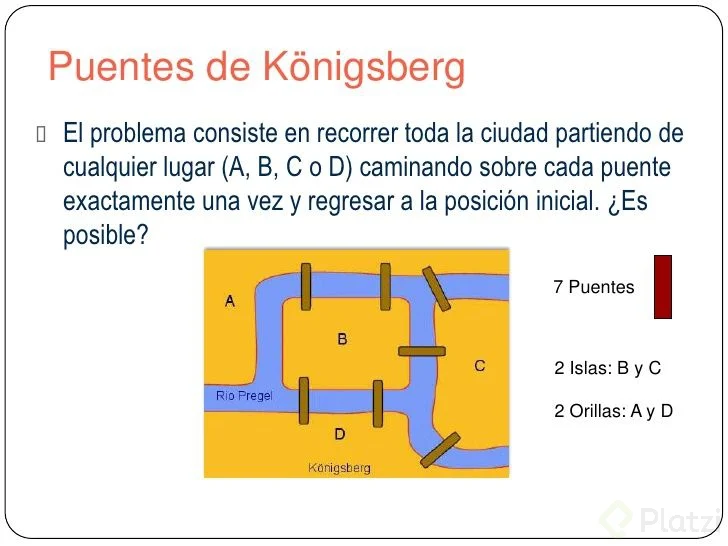 Puentes de Königsberg
El problema consiste en recorrer toda la ciudad partiendo de
cualquier lugar (A, B, C o D) caminando sobre cada puente
exactamente una vez y regresar a la posición inicial. ¿Es
posible?
7 Puentes
A
B
C
2 Islas: B y C
Rio Pregel
2 Orillas: A y D
D
Königsberg
Platzi